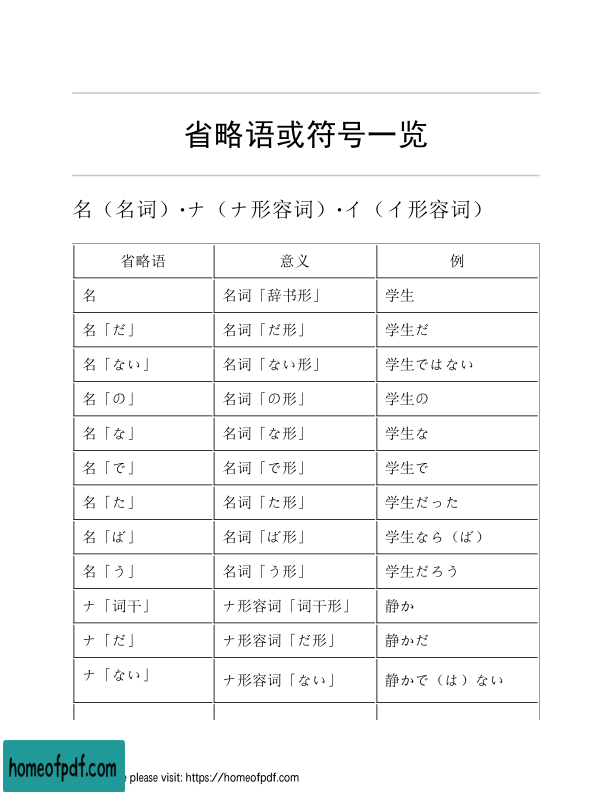 省略语或符号一览
名（名词）·ナ（ナ形容词）·イ（イ形容词）
省略语 意义 例
名 名词「辞书形」 学生
名「だ」 名词「だ形」 学生だ
名「ない」 名词「ない形」 学生ではない
名「の」 名词「の形」 学生の
名「な」 名词「な形」 学生な
名「で」 名词「で形」 学生で
名「た」 名词「た形」 学生だった
名「ば」 名词「ば形」 学生なら（ば）
名「う」 名词「う形」 学生だろう
ナ「词干」 ナ形容词「词干形」 静か
ナ「だ」 ナ形容词「だ形」 静かだ
ナ「ない」 ナ形容词「ない」 静かで（は）ない
homeofpdf.com
please visit: https://homeofpdf.com